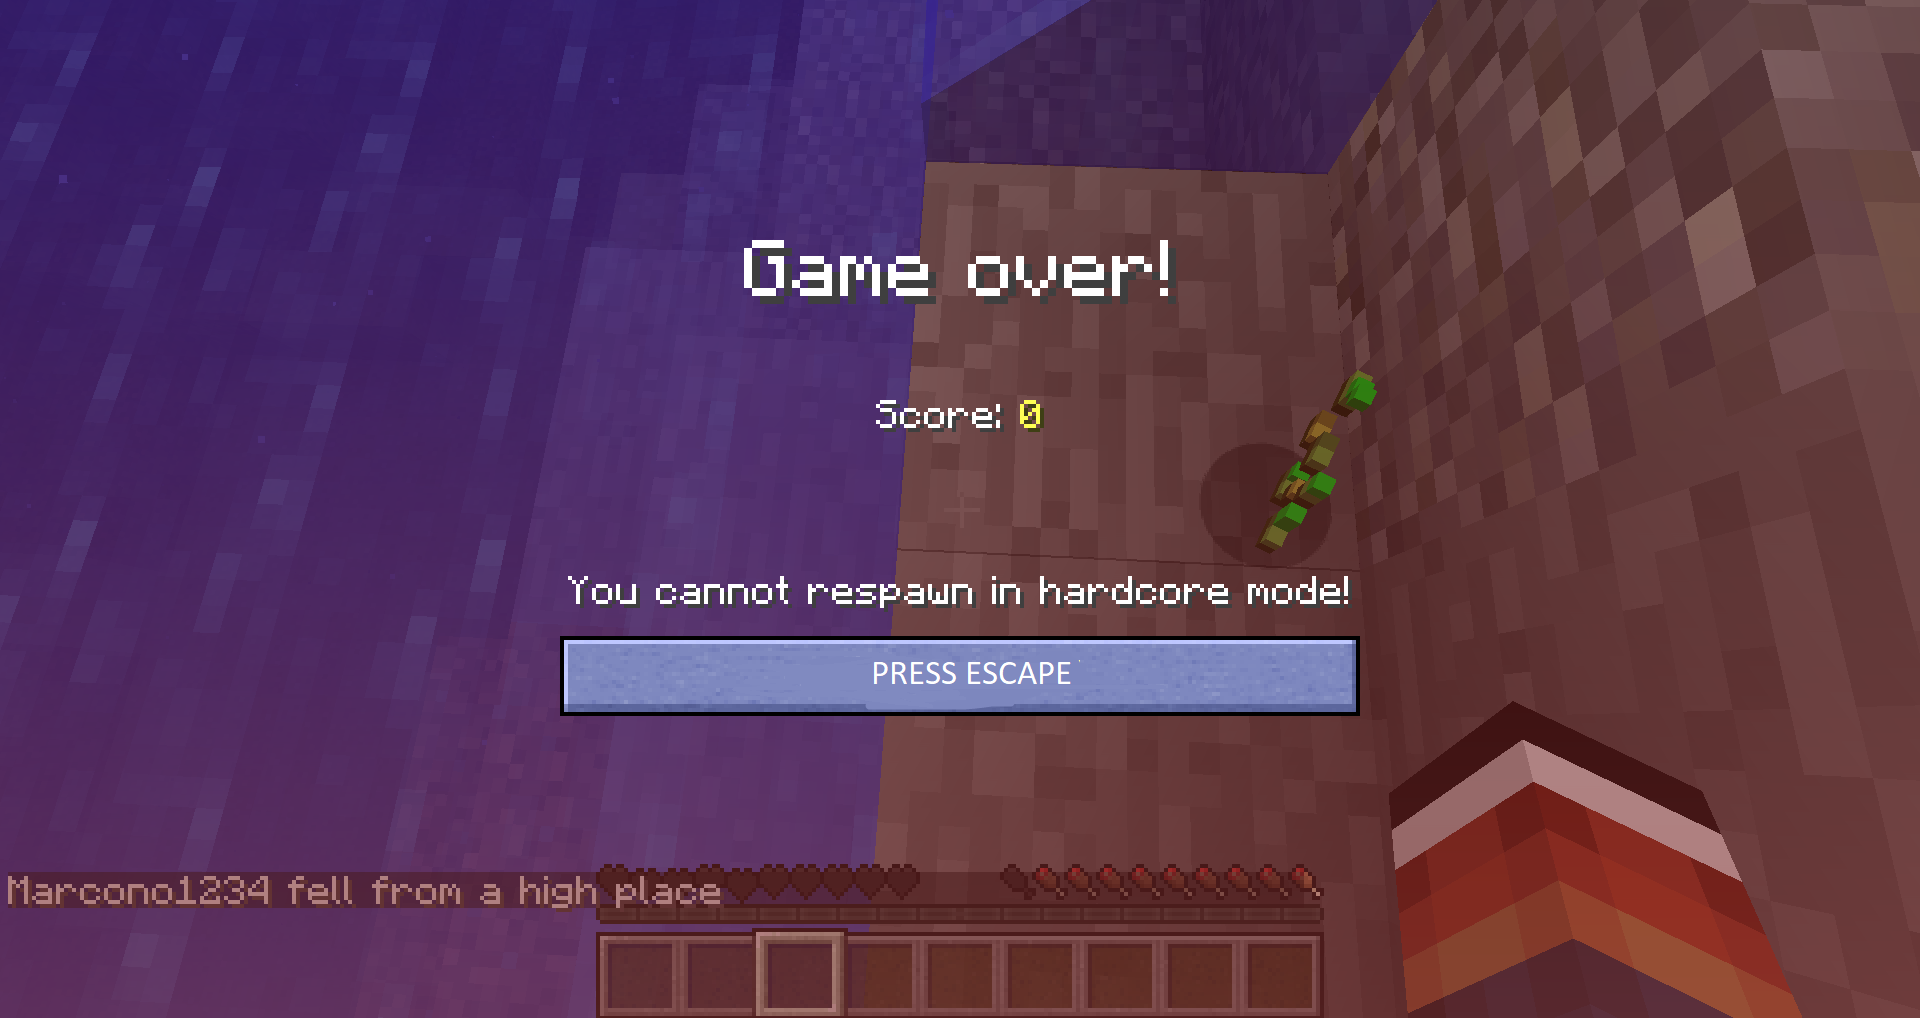 Game over!
Score: 0
You cannot respawn in hardcore mode!
PRESS ESCAPE
Marcono1234 fell from a high place